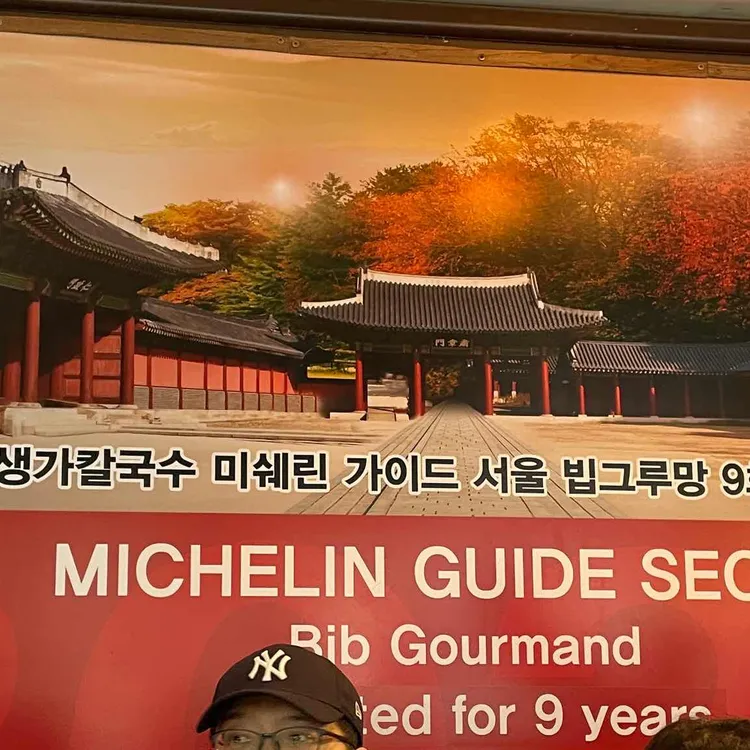 생가칼국수 미쉐린 가이드 서울 빕그루망 9
MICHELIN GUIDE SEO
Bib Gourmand
ted for 9 years
NY